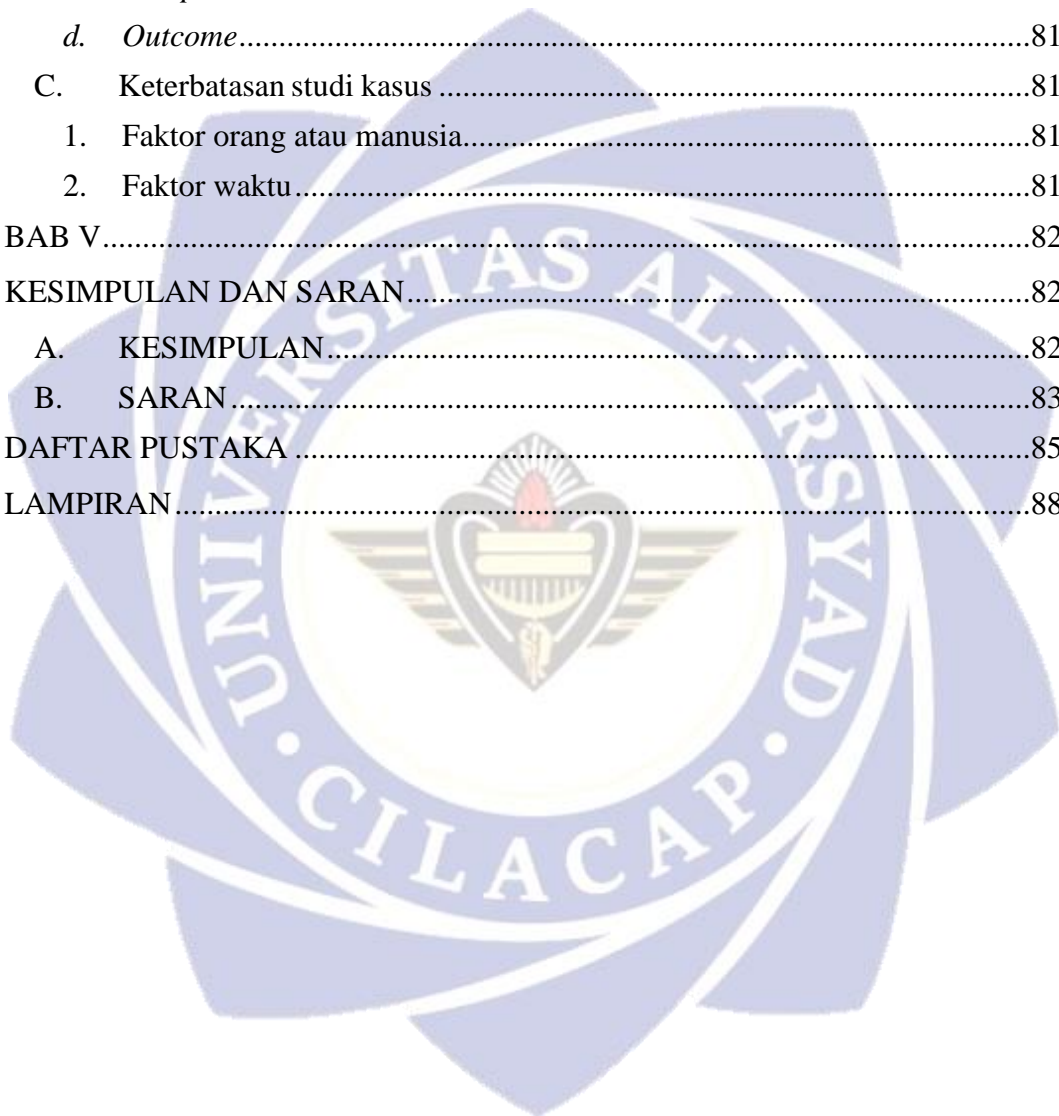 d. Outcome ................................................................ 81
C. Keterbatasan studi kasus ................................................................ 81
1. Faktor orang atau manusia ................................................................ 81
2. Faktor waktu ................................................................ 81
BAB V ................................................................ 82
KESIMPULAN DAN SARAN ................................................................ 82
A. KESIMPULAN ................................................................ 82
B. SARAN ................................................................ 83
DAFTAR PUSTAKA ................................................................ 85
LAMPIRAN ................................................................ 88
UNIVERSITAS AL-IRSYAD
• CILACAP •